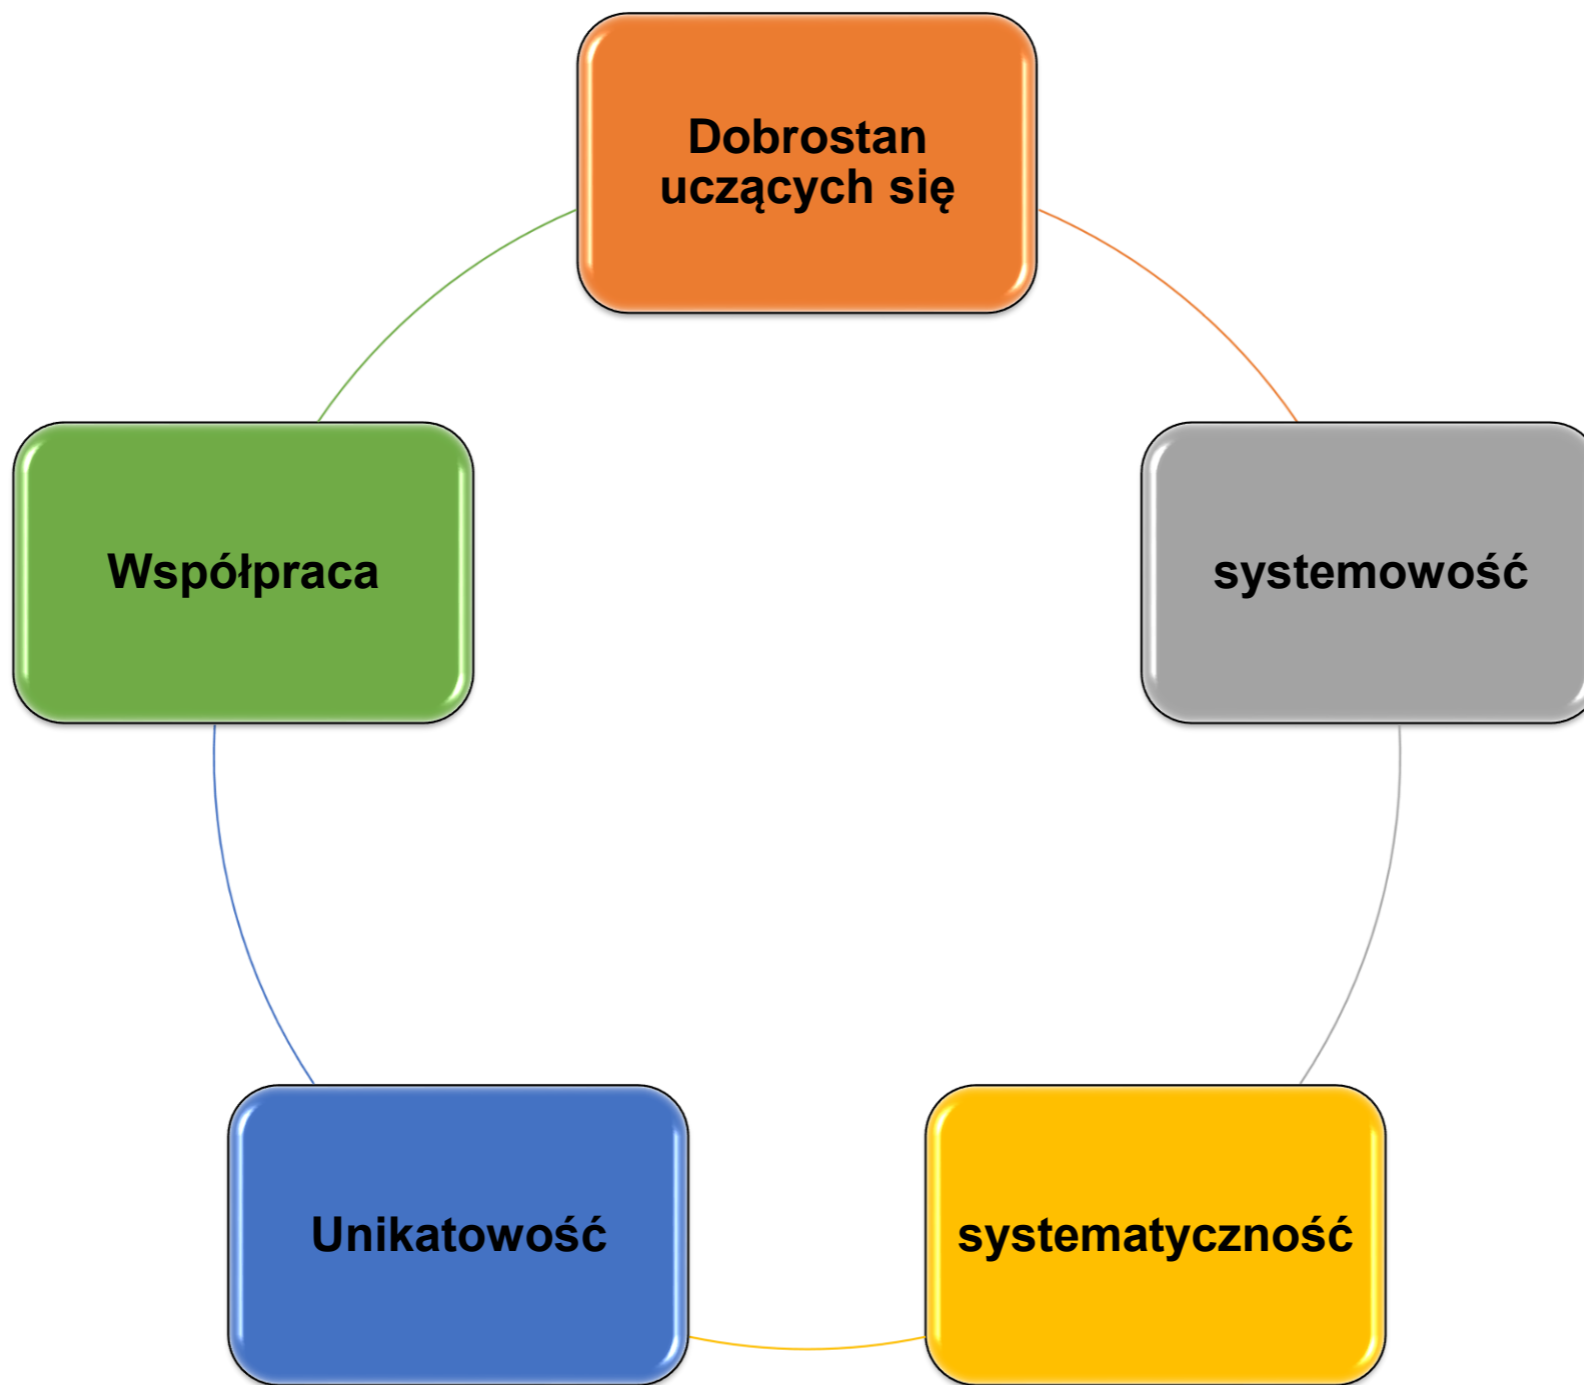 Dobrostan
uczących się
Współpraca
systemowość
Unikatowość
systematyczność